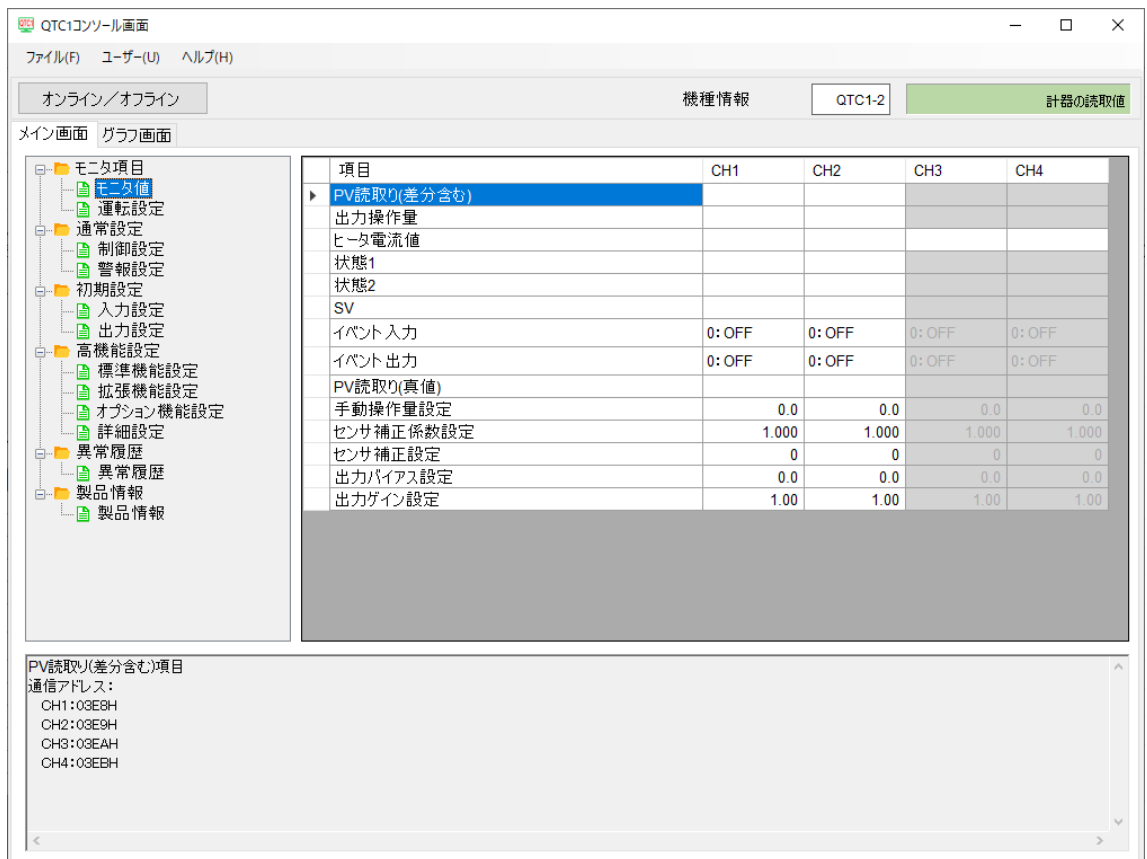 QTC1コンソール画面
ファイル(F) ユーザー(U) ヘルプ(H)
オンライン／オフライン 機種情報 QTC1-2 計器の読取値
メイン画面 グラフ画面
モニタ項目
モニタ値
運転設定
通常設定
制御設定
警報設定
初期設定
入力設定
出力設定
高機能設定
標準機能設定
拡張機能設定
オプション機能設定
詳細設定
異常履歴
異常履歴
製品情報
製品情報
項目 CH1 CH2 CH3 CH4
PV読取り(差分含む)
出力操作量
ヒータ電流値
状態1
状態2
SV
イベント入力 0: OFF 0: OFF 0: OFF 0: OFF
イベント出力 0: OFF 0: OFF 0: OFF 0: OFF
PV読取り(真値)
手動操作量設定 0.0 0.0 0.0 0.0
センサ補正係数設定 1.000 1.000 1.000 1.000
センサ補正設定 0 0 0 0
出力バイアス設定 0.0 0.0 0.0 0.0
出力ゲイン設定 1.00 1.00 1.00 1.00
PV読取り(差分含む)項目
通信アドレス：
CH1:03E8H
CH2:03E9H
CH3:03EAH
CH4:03EBH